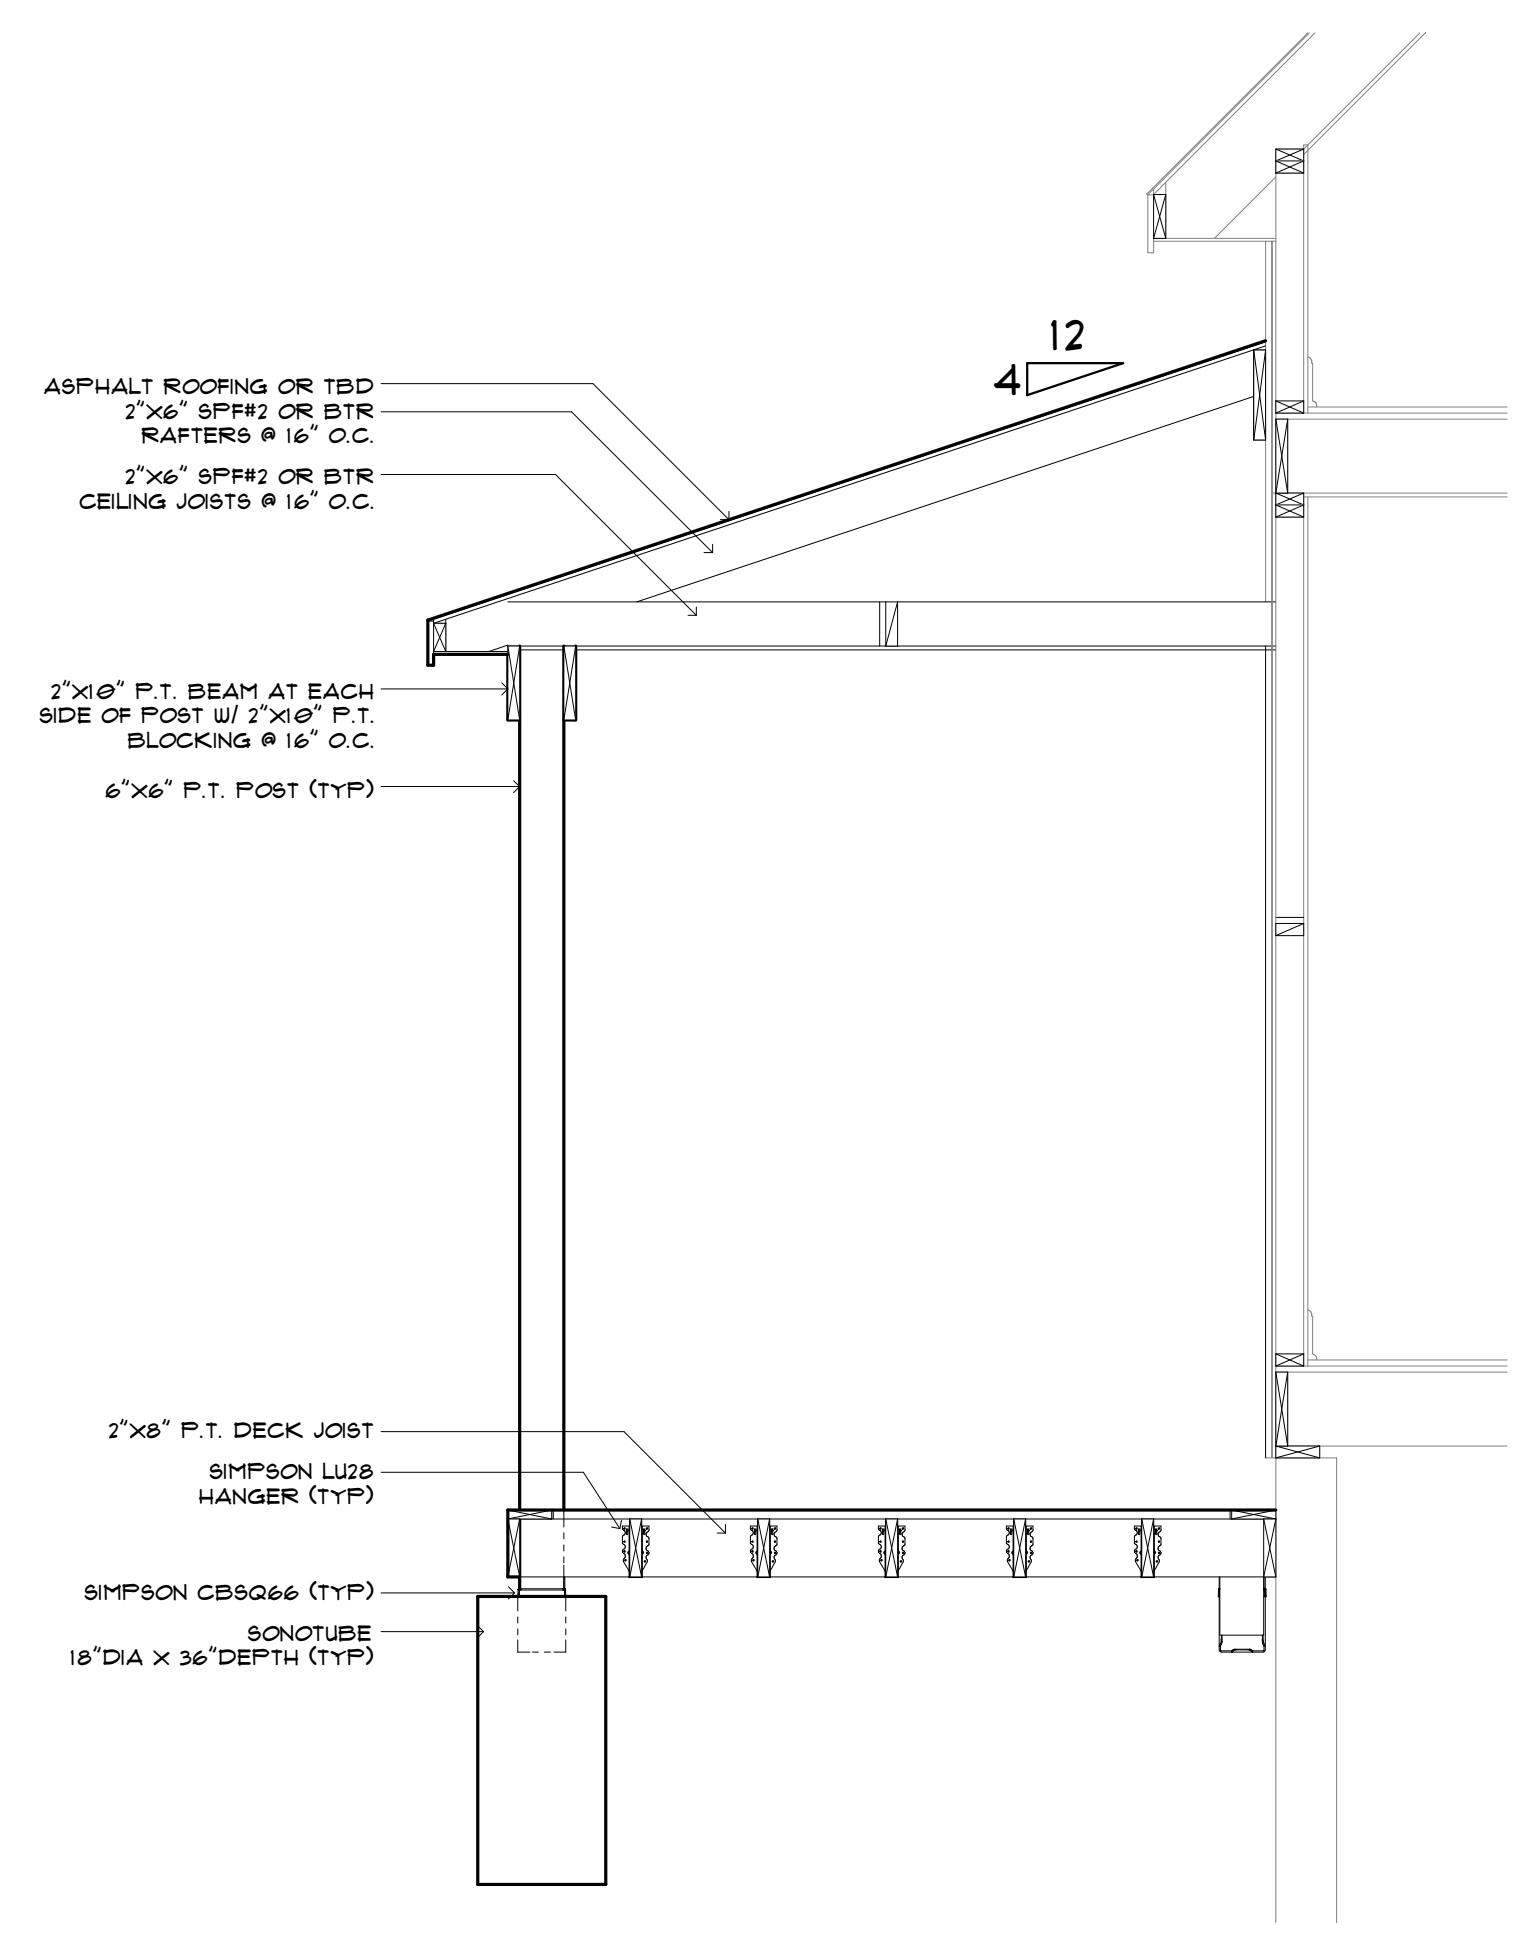 12
4
ASPHALT ROOFING OR TBD
2"X6" SPF#2 OR BTR
RAFTERS @ 16" O.C.
2"X6" SPF#2 OR BTR
CEILING JOISTS @ 16" O.C.
2"X10" P.T. BEAM AT EACH
SIDE OF POST W/ 2"X10" P.T.
BLOCKING @ 16" O.C.
6"X6" P.T. POST (TYP)
2"X8" P.T. DECK JOIST
SIMPSON LU28
HANGER (TYP)
SIMPSON CBSQ66 (TYP)
SONOTUBE
18"DIA X 36"DEPTH (TYP)